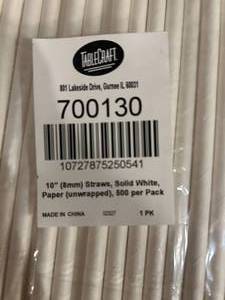 TABLECRAFT
801 Lakeside Drive, Gurnee IL 60031
700130
10727875250541
10" (8mm) Straws, Solid White,
Paper (unwrapped), 500 per Pack
MADE IN CHINA 02327 1 PK